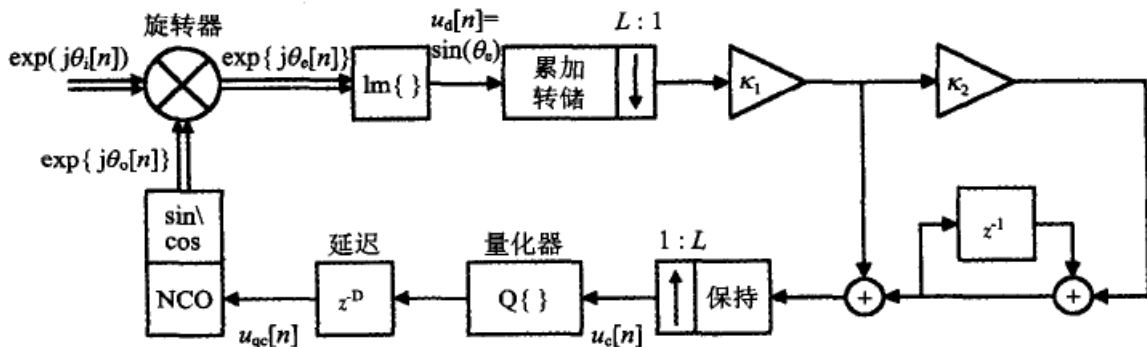 旋转器
exp(jθi[n])
exp{jθe[n]}
Im{ }
ud[n]=
sin(θe)
累加
转储
L : 1
κ1
κ2
exp{jθo[n]}
sin\
cos
NCO
延迟
z-D
uqc[n]
量化器
Q{ }
uc[n]
1 : L
保持
z-1
+
+